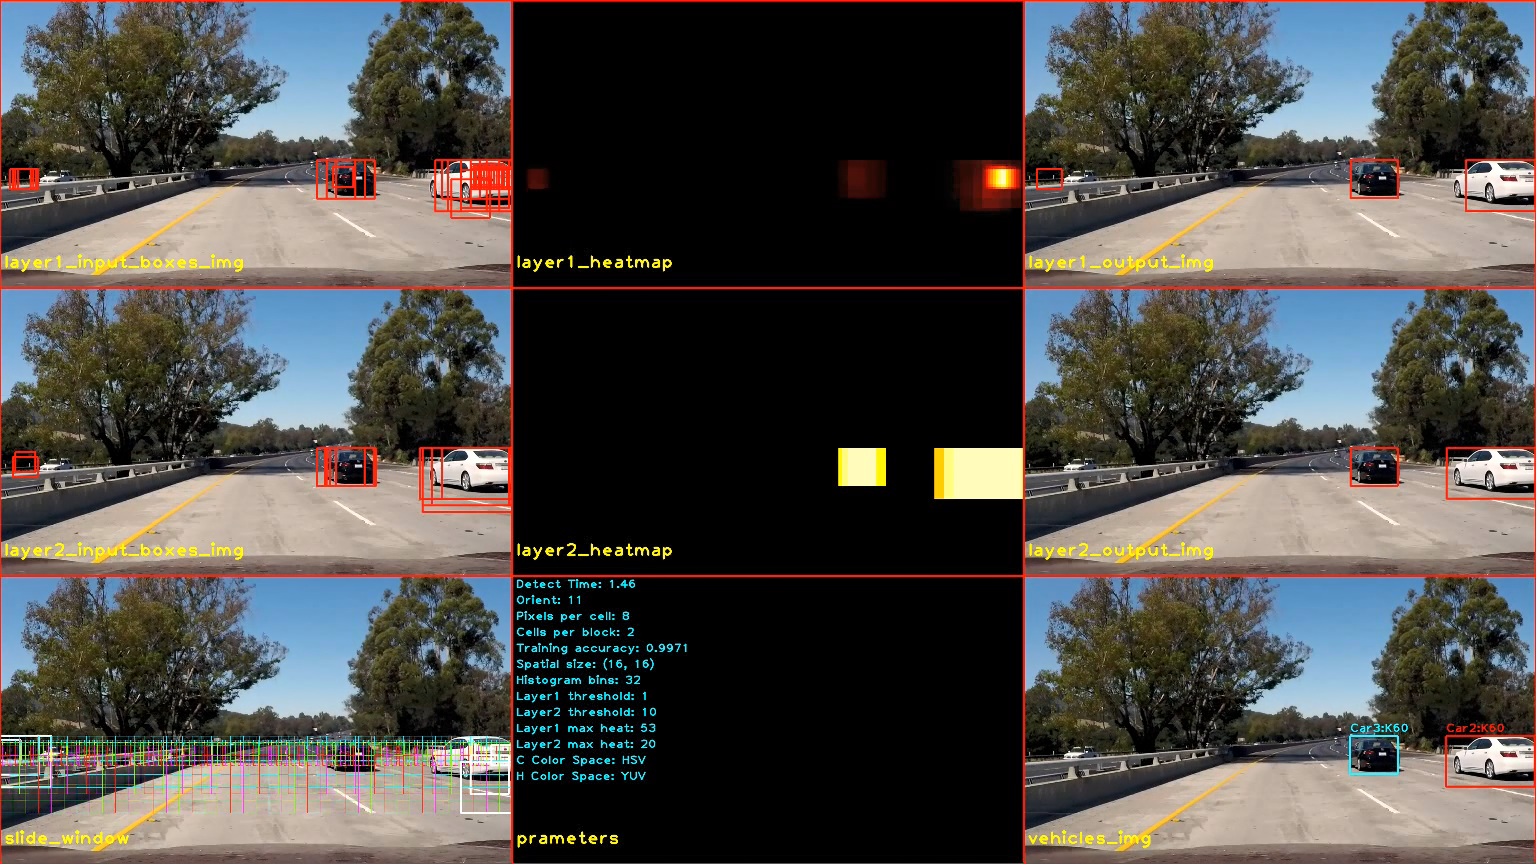 layer1_input_boxes_img
layer1_heatmap
layer1_output_img
layer2_input_boxes_img
layer2_heatmap
layer2_output_img
Detect Time: 1.46
Orient: 11
Pixels per cell: 8
Cells per block: 2
Training accuracy: 0.9971
Spatial size: (16, 16)
Histogram bins: 32
Layer1 threshold: 1
Layer2 threshold: 10
Layer1 max heat: 53
Layer2 max heat: 20
C Color Space: HSV
H Color Space: YUV
Car3:K60
Car2:K60
slide_window
prameters
vehicles_img